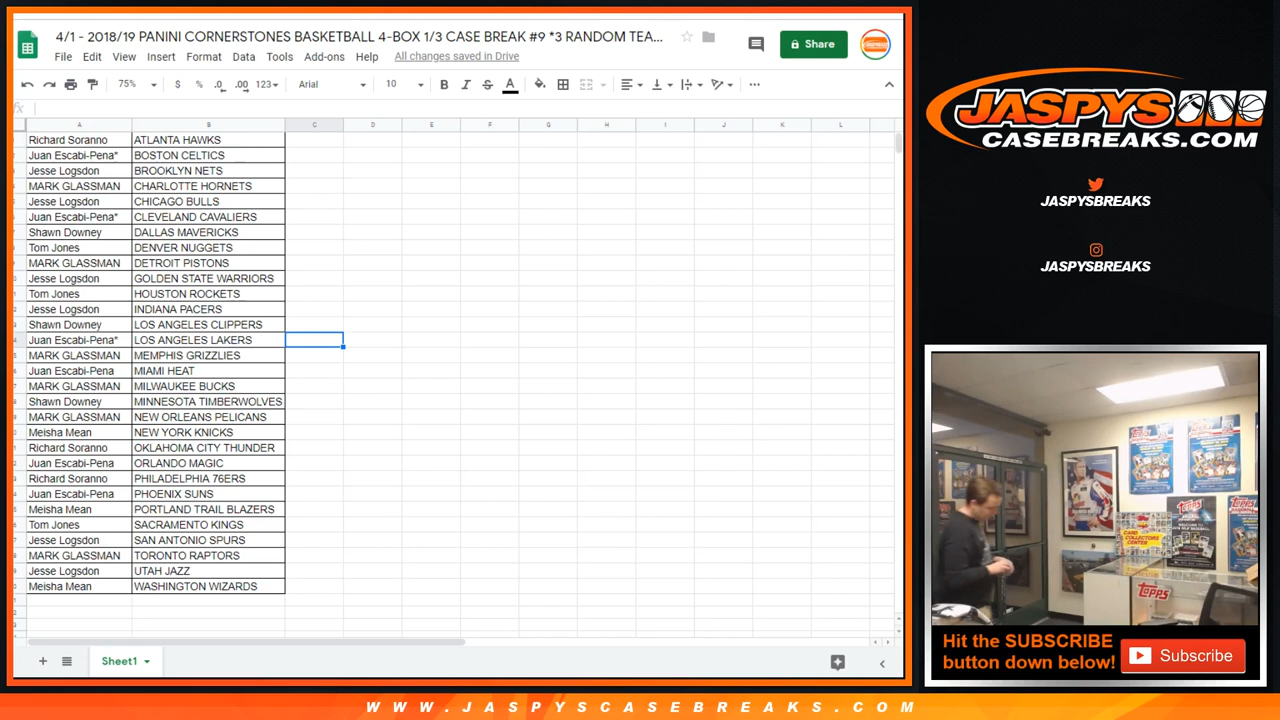 4/1 - 2018/19 PANINI CORNERSTONES BASKETBALL 4-BOX 1/3 CASE BREAK #9 *3 RANDOM TEA...
Share
File Edit View Insert Format Data Tools Add-ons Help All changes saved in Drive
75% $ % .0 .00 123 Arial 10 B I S A
fx
A B C D E F G H I J K L
Richard Soranno ATLANTA HAWKS
Juan Escabi-Pena* BOSTON CELTICS
Jesse Logsdon BROOKLYN NETS
MARK GLASSMAN CHARLOTTE HORNETS
Jesse Logsdon CHICAGO BULLS
Juan Escabi-Pena* CLEVELAND CAVALIERS
Shawn Downey DALLAS MAVERICKS
Tom Jones DENVER NUGGETS
MARK GLASSMAN DETROIT PISTONS
Jesse Logsdon GOLDEN STATE WARRIORS
Tom Jones HOUSTON ROCKETS
Jesse Logsdon INDIANA PACERS
Shawn Downey LOS ANGELES CLIPPERS
Juan Escabi-Pena* LOS ANGELES LAKERS
MARK GLASSMAN MEMPHIS GRIZZLIES
Juan Escabi-Pena MIAMI HEAT
MARK GLASSMAN MILWAUKEE BUCKS
Shawn Downey MINNESOTA TIMBERWOLVES
MARK GLASSMAN NEW ORLEANS PELICANS
Meisha Mean NEW YORK KNICKS
Richard Soranno OKLAHOMA CITY THUNDER
Juan Escabi-Pena ORLANDO MAGIC
Richard Soranno PHILADELPHIA 76ERS
Juan Escabi-Pena PHOENIX SUNS
Meisha Mean PORTLAND TRAIL BLAZERS
Tom Jones SACRAMENTO KINGS
Jesse Logsdon SAN ANTONIO SPURS
MARK GLASSMAN TORONTO RAPTORS
Jesse Logsdon UTAH JAZZ
Meisha Mean WASHINGTON WIZARDS
Sheet1
JASPYS
CASEBREAKS.COM
JASPYSBREAKS
JASPYSBREAKS
Topps
Topps
Topps
CARD
COLLECTORS
CENTER
Topps
Hit the SUBSCRIBE
button down below!
Subscribe
WWW.JASPYSCASEBREAKS.COM